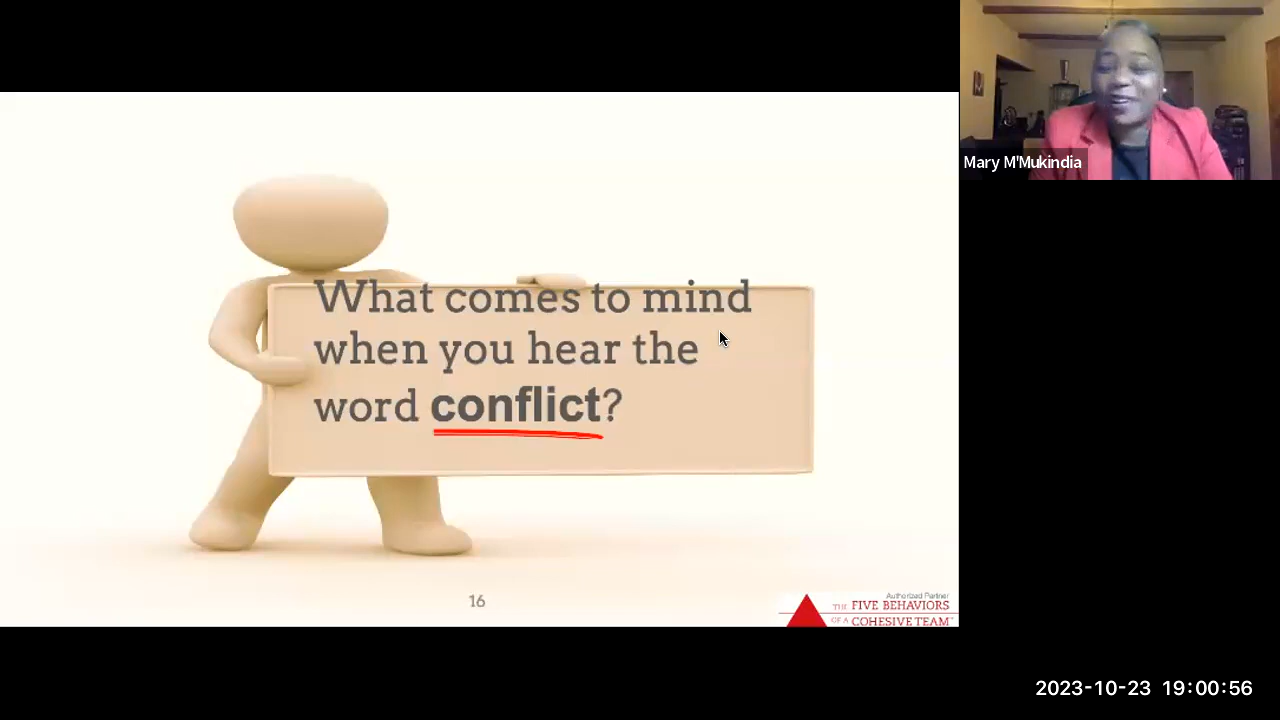 Mary M'Mukindia
What comes to mind
when you hear the
word conflict?
16
Authorized Partner
THE FIVE BEHAVIORS
OF A COHESIVE TEAM™
2023-10-23 19:00:56